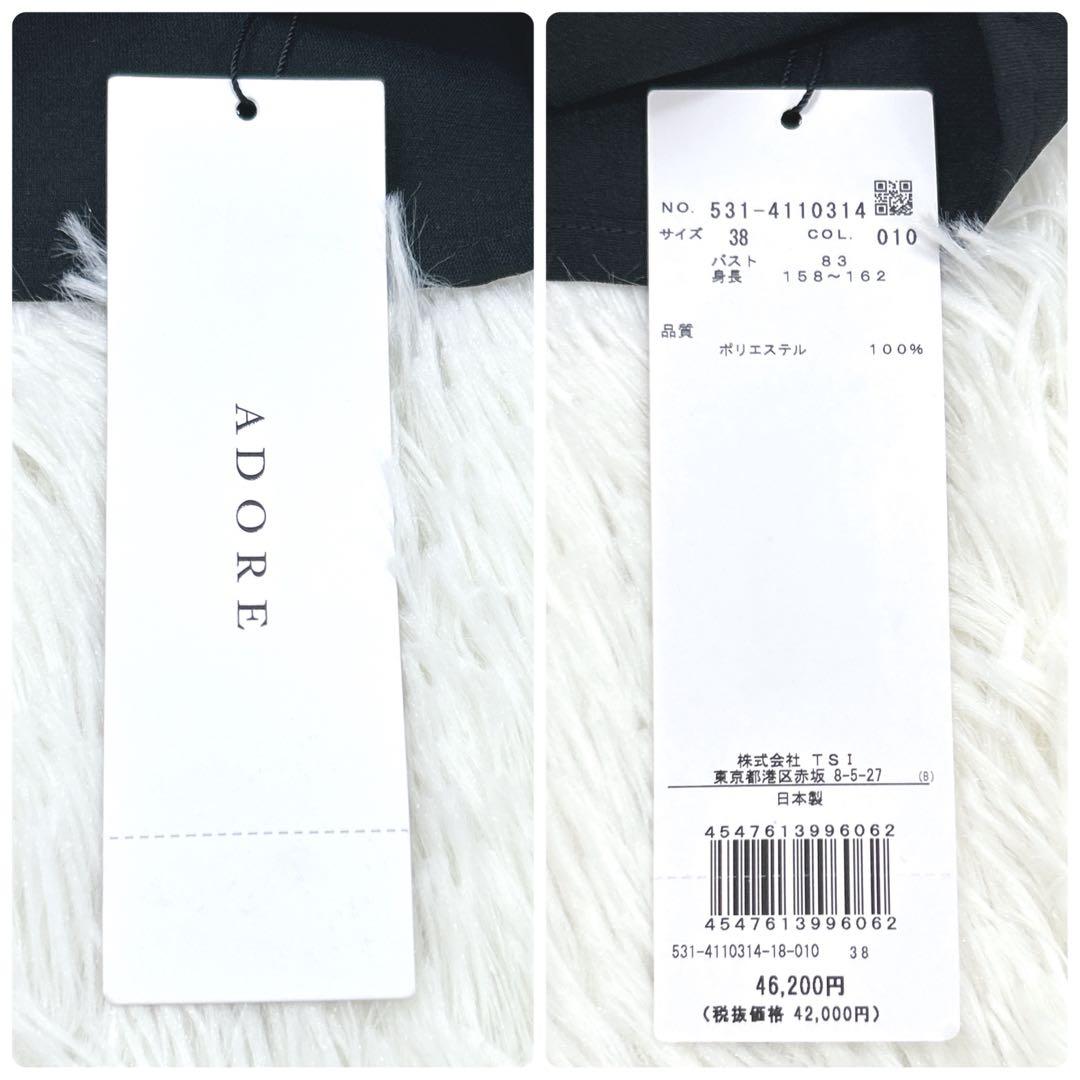 ADORE
NO. 531-4110314
サイズ 38 COL. 010
バスト 83
身長 158～162
品質
ポリエステル 100%
株式会社 TSI
東京都港区赤坂 8-5-27 (B)
日本製
4547613996062
4547613996062
531-4110314-18-010 38
46,200円
(税抜価格 42,000円)